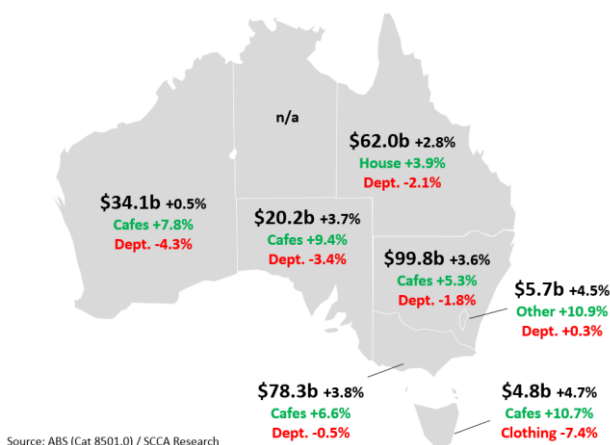 n/a
$62.0b +2.8%
House +3.9%
Dept. -2.1%
$34.1b +0.5%
Cafes +7.8%
Dept. -4.3%
$20.2b +3.7%
Cafes +9.4%
Dept. -3.4%
$99.8b +3.6%
Cafes +5.3%
Dept. -1.8%
$5.7b +4.5%
Other +10.9%
Dept. +0.3%
$78.3b +3.8%
Cafes +6.6%
Dept. -0.5%
$4.8b +4.7%
Cafes +10.7%
Clothing -7.4%
Source: ABS (Cat 8501.0) / SCCA Research